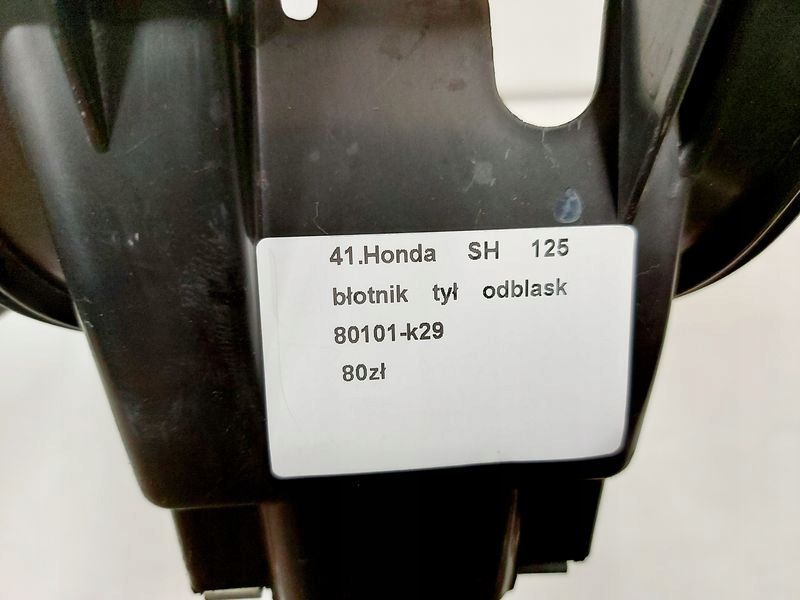 41.Honda SH 125
błotnik tył odblask
80101-k29
80zł